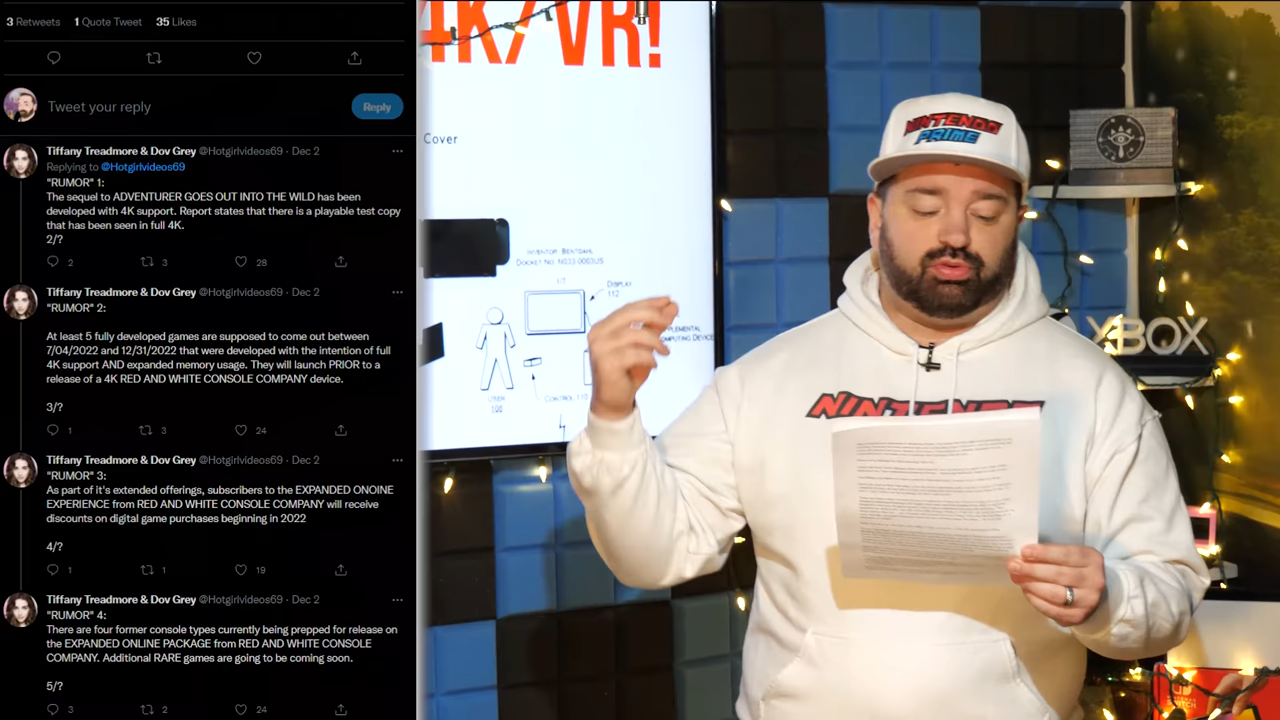 3 Retweets 1 Quote Tweet 35 Likes
Tweet your reply
Reply
Tiffany Treadmore & Dov Grey @Hotgirlvideos69 · Dec 2
Replying to @Hotgirlvideos69
"RUMOR" 1:
The sequel to ADVENTURER GOES OUT INTO THE WILD has been
developed with 4K support. Report states that there is a playable test copy
that has been seen in full 4K.
2/?
2 3 28
Tiffany Treadmore & Dov Grey @Hotgirlvideos69 · Dec 2
"RUMOR" 2:
At least 5 fully developed games are supposed to come out between
7/04/2022 and 12/31/2022 that were developed with the intention of full
4K support AND expanded memory usage. They will launch PRIOR to a
release of a 4K RED AND WHITE CONSOLE COMPANY device.
3/?
1 3 24
Tiffany Treadmore & Dov Grey @Hotgirlvideos69 · Dec 2
"RUMOR" 3:
As part of it's extended offerings, subscribers to the EXPANDED ONOINE
EXPERIENCE from RED AND WHITE CONSOLE COMPANY will receive
discounts on digital game purchases beginning in 2022
4/?
1 1 19
Tiffany Treadmore & Dov Grey @Hotgirlvideos69 · Dec 2
"RUMOR" 4:
There are four former console types currently being prepped for release on
the EXPANDED ONLINE PACKAGE from RED AND WHITE CONSOLE
COMPANY. Additional RARE games are going to be coming soon.
5/?
3 2 24
4K/VR!
Cover
INVENTOR BENTDAHL
DOCKET NO. N033-0003US
DISPLAY
112
USER
100
CONTROL 110
NINTENDO
PRIME
XBOX
NINTENDO